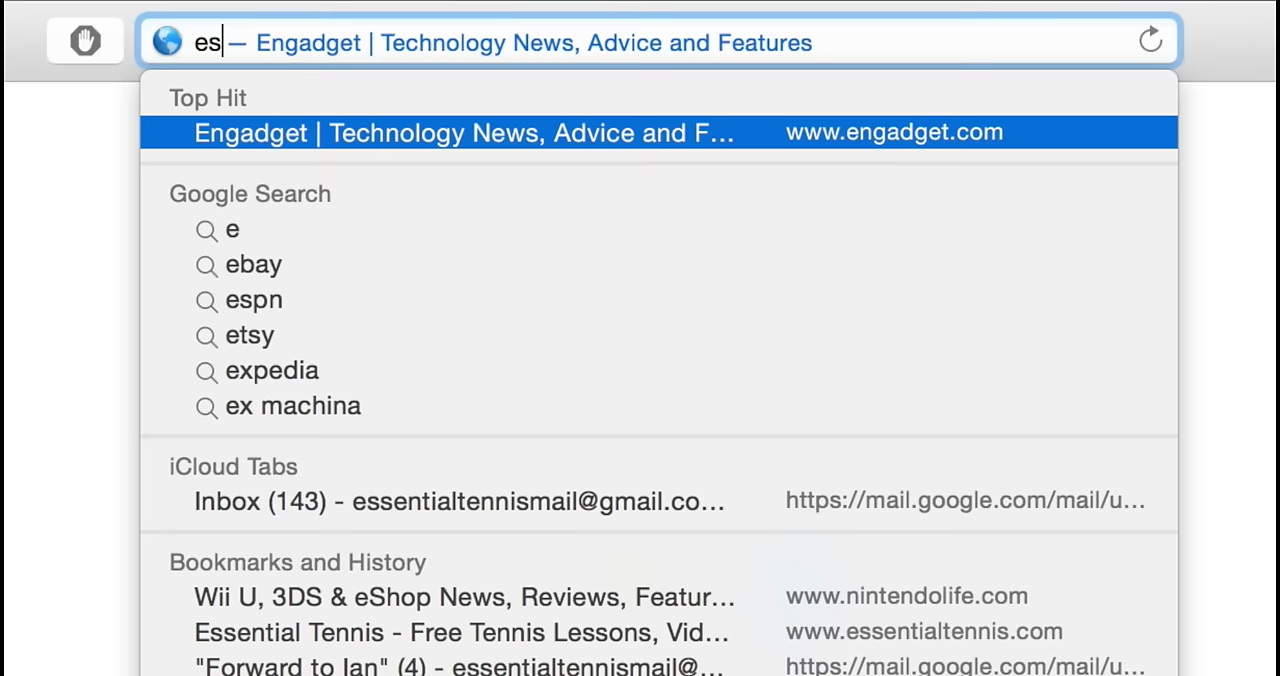 es — Engadget | Technology News, Advice and Features
Top Hit
Engadget | Technology News, Advice and F... www.engadget.com
Google Search
e
ebay
espn
etsy
expedia
ex machina
iCloud Tabs
Inbox (143) - essentialtennismail@gmail.co... https://mail.google.com/mail/u...
Bookmarks and History
Wii U, 3DS & eShop News, Reviews, Featur... www.nintendolife.com
Essential Tennis - Free Tennis Lessons, Vid... www.essentialtennis.com
"Forward to Ian" (4) - essentialtennismail@... https://mail.google.com/mail/u...